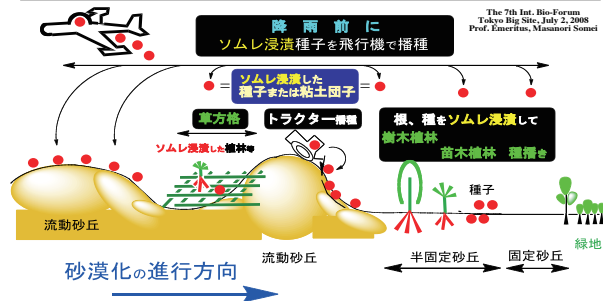 The 7th Int. Bio-Forum
Tokyo Big Site, July 2, 2008
Prof. Emeritus, Masanori Somei
降雨前に
ソムレ浸漬種子を飛行機で播種
= ソムレ浸漬した =
種子または粘土団子
草方格
トラクター播種
ソムレ浸漬した植林等
根、種をソムレ浸漬して
樹木植林
苗木植林 種播き
種子
流動砂丘
流動砂丘
半固定砂丘
固定砂丘
緑地
砂漠化の進行方向